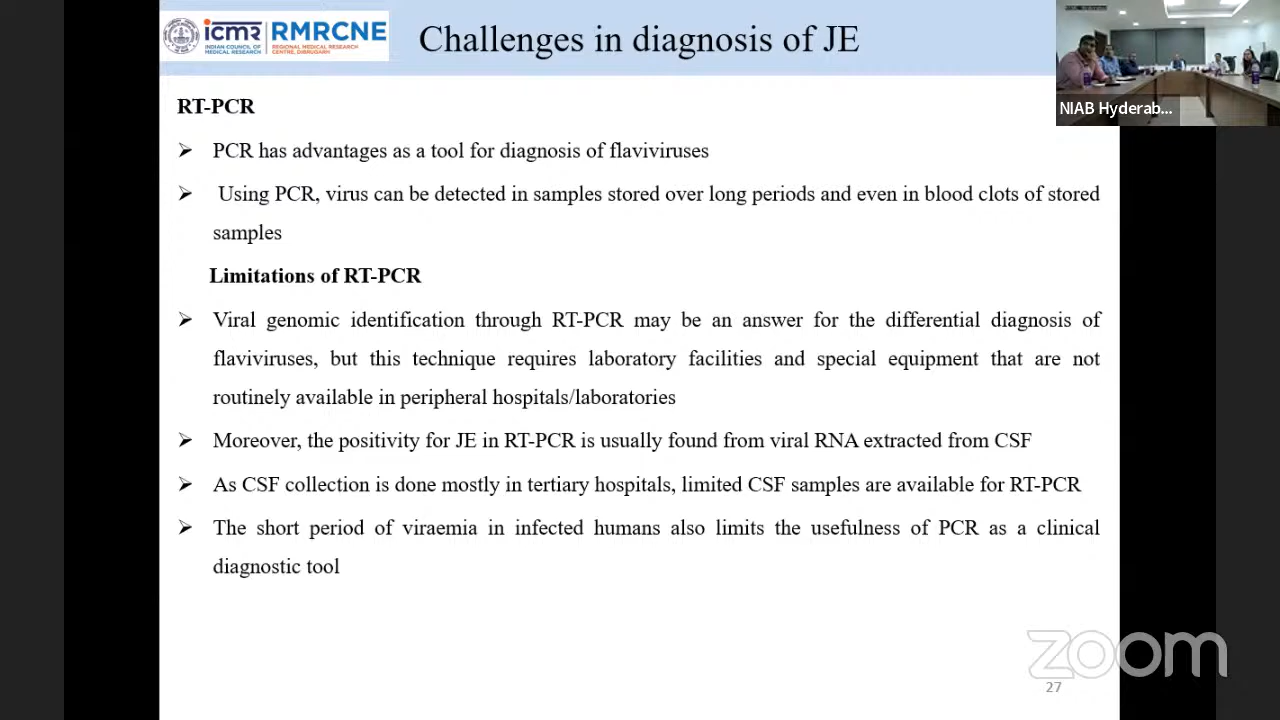 icmr
INDIAN COUNCIL OF
MEDICAL RESEARCH
RMRCNE
REGIONAL MEDICAL RESEARCH
CENTRE, DIBRUGARH
Challenges in diagnosis of JE
NIAB Hyderab...
RT-PCR
➢ PCR has advantages as a tool for diagnosis of flaviviruses
➢ Using PCR, virus can be detected in samples stored over long periods and even in blood clots of stored
samples
Limitations of RT-PCR
➢ Viral genomic identification through RT-PCR may be an answer for the differential diagnosis of
flaviviruses, but this technique requires laboratory facilities and special equipment that are not
routinely available in peripheral hospitals/laboratories
➢ Moreover, the positivity for JE in RT-PCR is usually found from viral RNA extracted from CSF
➢ As CSF collection is done mostly in tertiary hospitals, limited CSF samples are available for RT-PCR
➢ The short period of viraemia in infected humans also limits the usefulness of PCR as a clinical
diagnostic tool
zoom
27